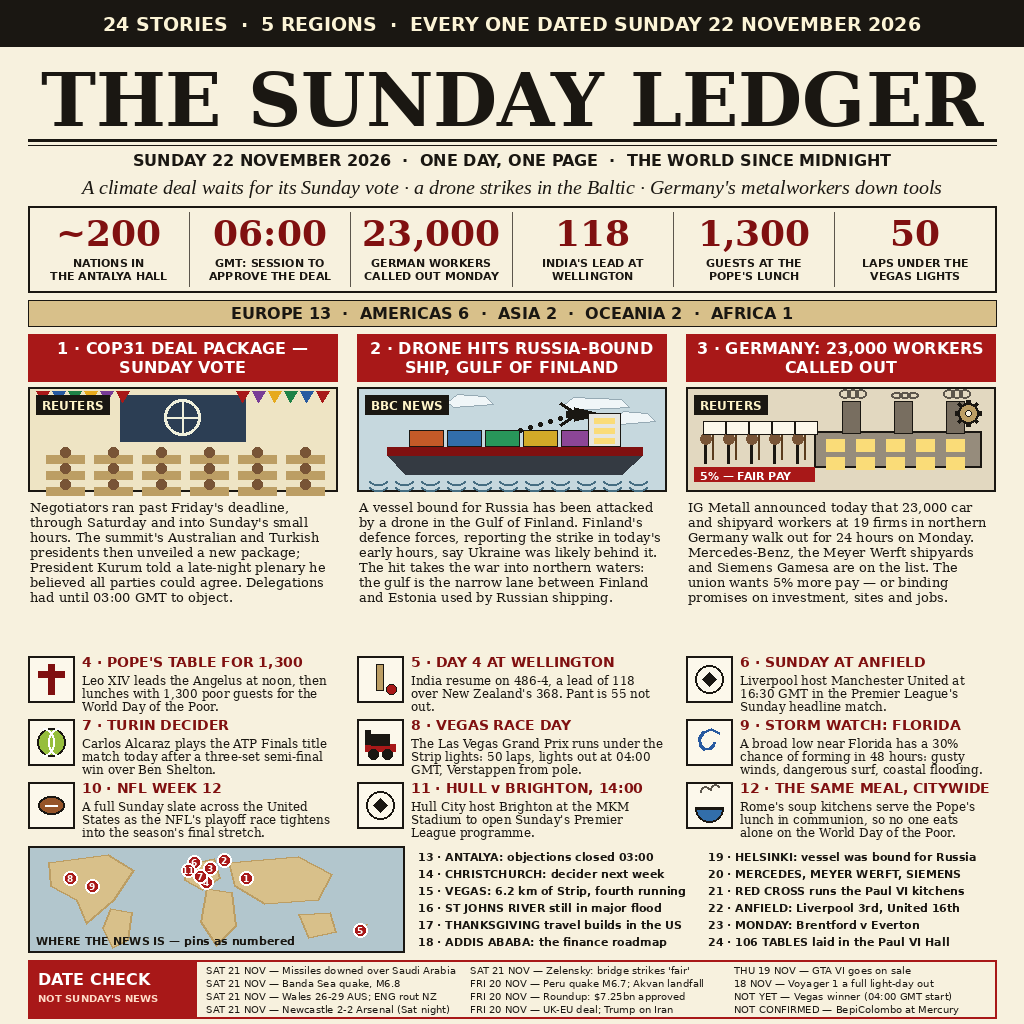 24 STORIES · 5 REGIONS · EVERY ONE DATED SUNDAY 22 NOVEMBER 2026
THE SUNDAY LEDGER
SUNDAY 22 NOVEMBER 2026 · ONE DAY, ONE PAGE · THE WORLD SINCE MIDNIGHT
A climate deal waits for its Sunday vote · a drone strikes in the Baltic · Germany's metalworkers down tools
~200
NATIONS IN
THE ANTALYA HALL
06:00
GMT: SESSION TO
APPROVE THE DEAL
23,000
GERMAN WORKERS
CALLED OUT MONDAY
118
INDIA'S LEAD AT
WELLINGTON
1,300
GUESTS AT THE
POPE'S LUNCH
50
LAPS UNDER THE
VEGAS LIGHTS
EUROPE 13 · AMERICAS 6 · ASIA 2 · OCEANIA 2 · AFRICA 1
1 · COP31 DEAL PACKAGE —
SUNDAY VOTE
REUTERS
Negotiators ran past Friday's deadline,
through Saturday and into Sunday's small
hours. The summit's Australian and Turkish
presidents then unveiled a new package;
President Kurum told a late-night plenary he
believed all parties could agree. Delegations
had until 03:00 GMT to object.
2 · DRONE HITS RUSSIA-BOUND
SHIP, GULF OF FINLAND
BBC NEWS
A vessel bound for Russia has been attacked
by a drone in the Gulf of Finland. Finland's
defence forces, reporting the strike in today's
early hours, say Ukraine was likely behind it.
The hit takes the war into northern waters:
the gulf is the narrow lane between Finland
and Estonia used by Russian shipping.
3 · GERMANY: 23,000 WORKERS
CALLED OUT
REUTERS
5% — FAIR PAY
IG Metall announced today that 23,000 car
and shipyard workers at 19 firms in northern
Germany walk out for 24 hours on Monday.
Mercedes-Benz, the Meyer Werft shipyards
and Siemens Gamesa are on the list. The
union wants 5% more pay — or binding
promises on investment, sites and jobs.
4 · POPE'S TABLE FOR 1,300
Leo XIV leads the Angelus at noon, then
lunches with 1,300 poor guests for the
World Day of the Poor.
5 · DAY 4 AT WELLINGTON
India resume on 486-4, a lead of 118
over New Zealand's 368. Pant is 55 not
out.
6 · SUNDAY AT ANFIELD
Liverpool host Manchester United at
16:30 GMT in the Premier League's
Sunday headline match.
7 · TURIN DECIDER
Carlos Alcaraz plays the ATP Finals title
match today after a three-set semi-final
win over Ben Shelton.
8 · VEGAS RACE DAY
The Las Vegas Grand Prix runs under the
Strip lights: 50 laps, lights out at 04:00
GMT, Verstappen from pole.
9 · STORM WATCH: FLORIDA
A broad low near Florida has a 30%
chance of forming in 48 hours: gusty
winds, dangerous surf, coastal flooding.
10 · NFL WEEK 12
A full Sunday slate across the United
States as the NFL's playoff race tightens
into the season's final stretch.
11 · HULL v BRIGHTON, 14:00
Hull City host Brighton at the MKM
Stadium to open Sunday's Premier
League programme.
12 · THE SAME MEAL, CITYWIDE
Rome's soup kitchens serve the Pope's
lunch in communion, so no one eats
alone on the World Day of the Poor.
8
9
6
11
7
4
3
2
1
5
WHERE THE NEWS IS — pins as numbered
13 · ANTALYA: objections closed 03:00
14 · CHRISTCHURCH: decider next week
15 · VEGAS: 6.2 km of Strip, fourth running
16 · ST JOHNS RIVER still in major flood
17 · THANKSGIVING travel builds in the US
18 · ADDIS ABABA: the finance roadmap
19 · HELSINKI: vessel was bound for Russia
20 · MERCEDES, MEYER WERFT, SIEMENS
21 · RED CROSS runs the Paul VI kitchens
22 · ANFIELD: Liverpool 3rd, United 16th
23 · MONDAY: Brentford v Everton
24 · 106 TABLES laid in the Paul VI Hall
DATE CHECK
NOT SUNDAY'S NEWS
SAT 21 NOV — Missiles downed over Saudi Arabia
SAT 21 NOV — Banda Sea quake, M6.8
SAT 21 NOV — Wales 26-29 AUS; ENG rout NZ
SAT 21 NOV — Newcastle 2-2 Arsenal (Sat night)
FRI 20 NOV — Zelensky: bridge strikes 'fair'
FRI 20 NOV — Peru quake M6.7; Akvan landfall
FRI 20 NOV — Roundup: $7.25bn approved
FRI 20 NOV — UK-EU deal; Trump on Iran
THU 19 NOV — GTA VI goes on sale
18 NOV — Voyager 1 a full light-day out
NOT YET — Vegas winner (04:00 GMT start)
NOT CONFIRMED — BepiColombo at Mercury